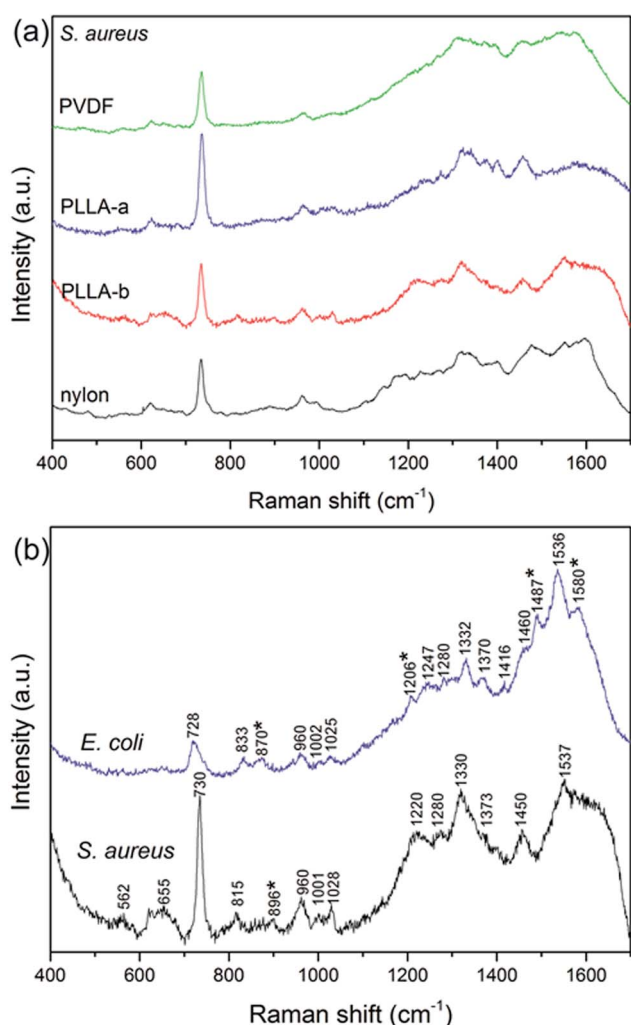 (a)
S. aureus
PVDF
PLLA-a
PLLA-b
nylon
Intensity (a.u.)
400 600 800 1000 1200 1400 1600
Raman shift (cm-1)
(b)
E. coli
728
833
870*
960
1002
1025
1206*
1247
1280
1332
1370
1416
1460
1487*
1536
1580*
S. aureus
562
655
730
815
896*
960
1001
1028
1220
1280
1330
1373
1450
1537
Intensity (a.u.)
400 600 800 1000 1200 1400 1600
Raman shift (cm-1)